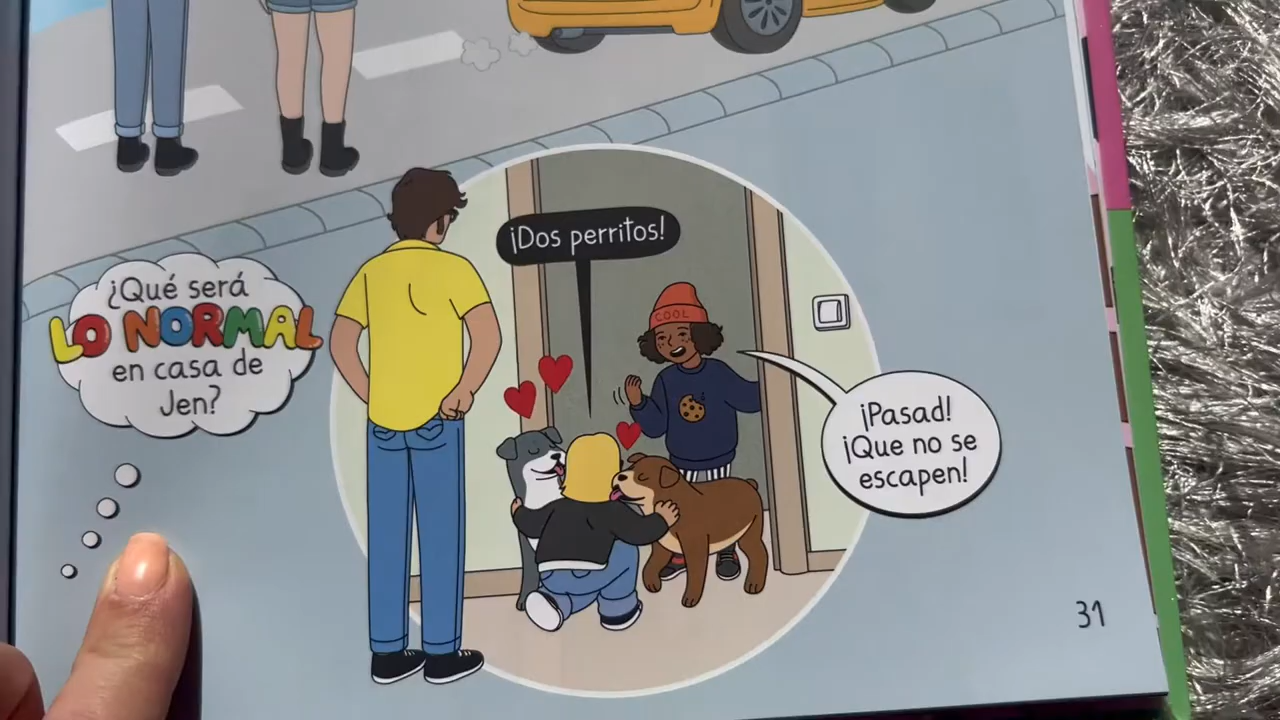 ¡Dos perritos!
COOL
¿Qué será
LO NORMAL
en casa de
Jen?
¡Pasad!
¡Que no se
escapen!
31